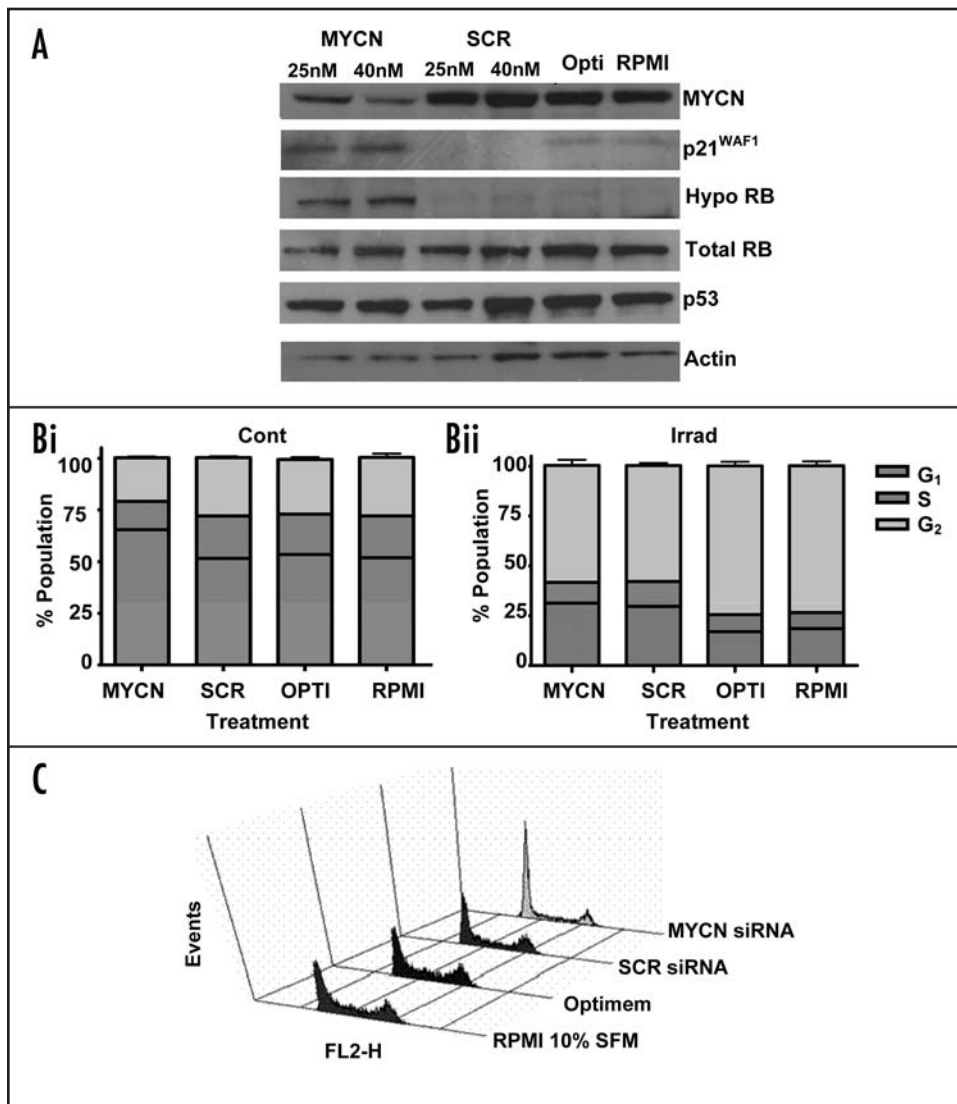 A
MYCN SCR
25nM 40nM 25nM 40nM Opti RPMI
MYCN
p21WAF1
Hypo RB
Total RB
p53
Actin
Bi
Cont
% Population
100
75
50
25
0
MYCN SCR OPTI RPMI
Treatment
Bii
Irrad
% Population
100
75
50
25
0
MYCN SCR OPTI RPMI
Treatment
G1
S
G2
C
Events
FL2-H
MYCN siRNA
SCR siRNA
Optimem
RPMI 10% SFM